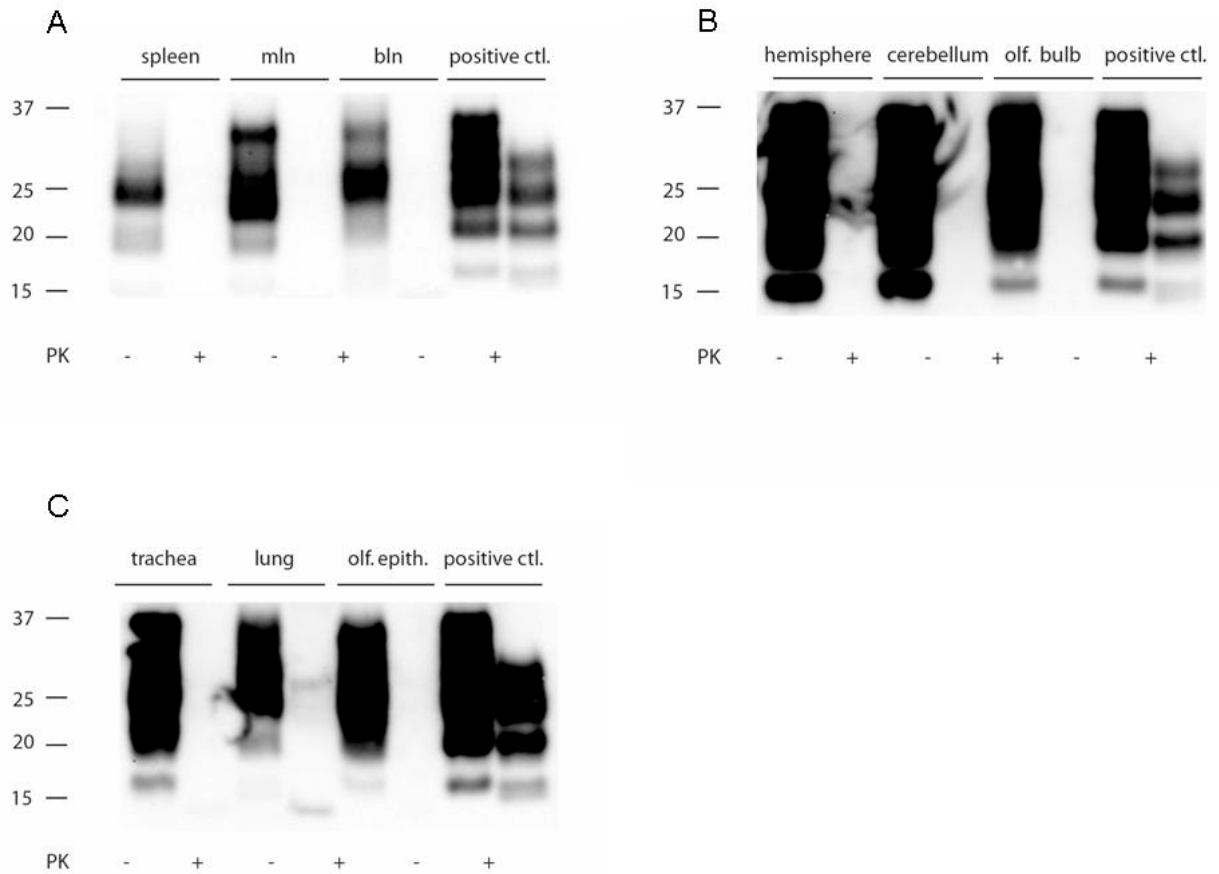 A
spleen mln bln positive ctl.
37
25
20
15
PK - + - + - +
B
hemisphere cerebellum olf. bulb positive ctl.
37
25
20
15
PK - + - + - +
C
trachea lung olf. epith. positive ctl.
37
25
20
15
PK - + - + - +